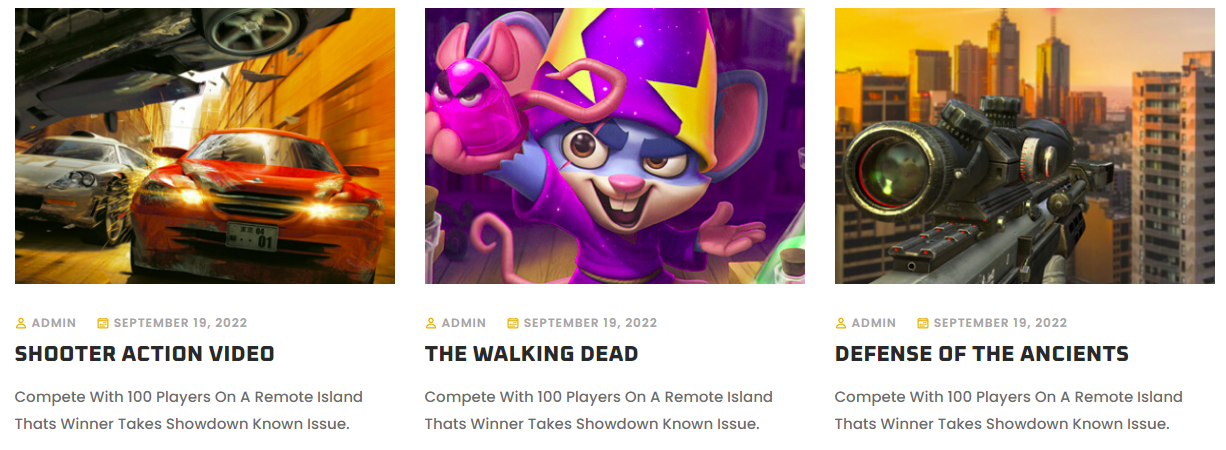 ADMIN SEPTEMBER 19, 2022
SHOOTER ACTION VIDEO
Compete With 100 Players On A Remote Island
Thats Winner Takes Showdown Known Issue.
ADMIN SEPTEMBER 19, 2022
THE WALKING DEAD
Compete With 100 Players On A Remote Island
Thats Winner Takes Showdown Known Issue.
ADMIN SEPTEMBER 19, 2022
DEFENSE OF THE ANCIENTS
Compete With 100 Players On A Remote Island
Thats Winner Takes Showdown Known Issue.
01